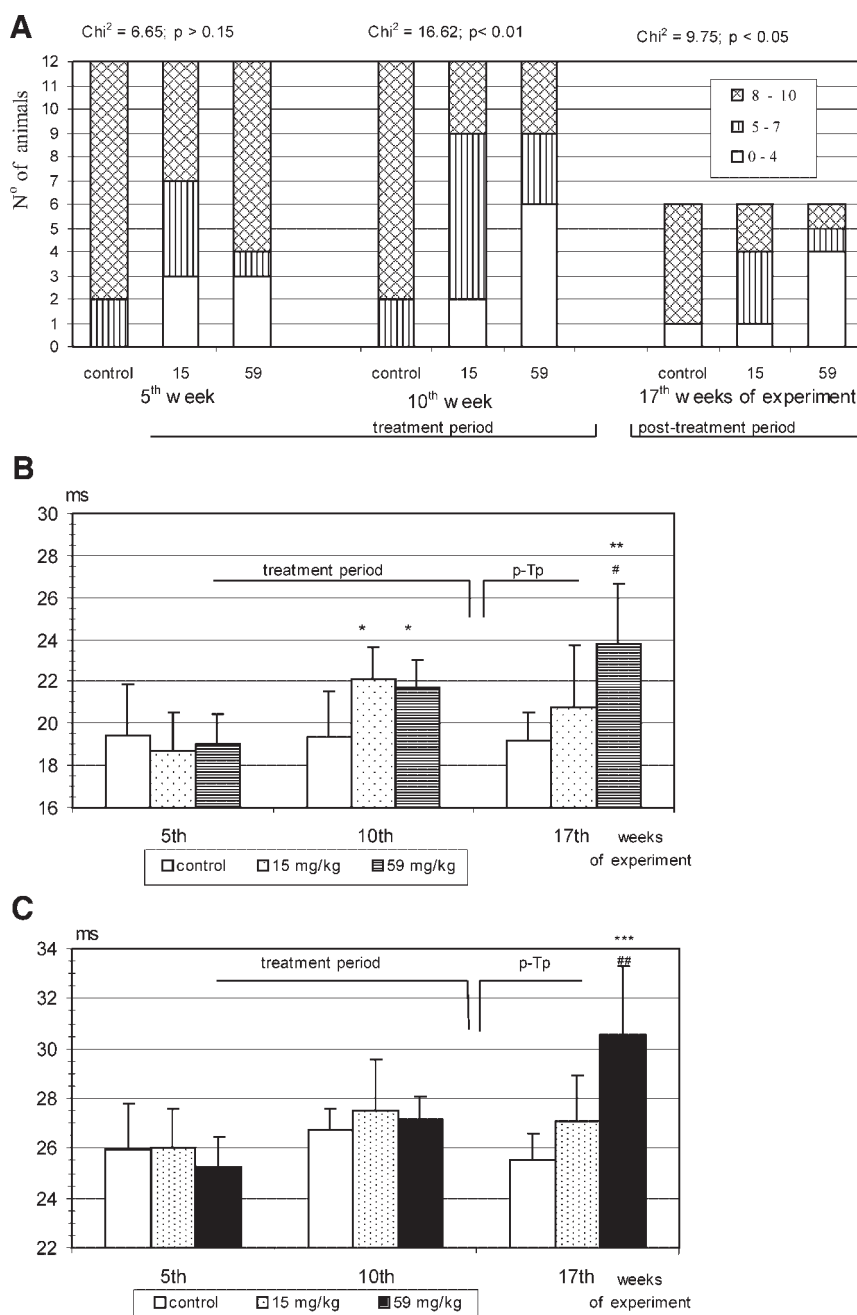 A
Chi² = 6.65; p > 0.15 Chi² = 16.62; p< 0.01 Chi² = 9.75; p < 0.05
Nº of animals
12
11
10
9
8
7
6
5
4
3
2
1
0
8 - 10
5 - 7
0 - 4
control 15 59 control 15 59 control 15 59
5th week 10th week 17th weeks of experiment
treatment period post-treatment period
B
ms
30
28
26
24
22
20
18
16
treatment period p-Tp
**
#
* *
5th 10th 17th weeks
of experiment
control 15 mg/kg 59 mg/kg
C
ms
34
32
30
28
26
24
22
treatment period p-Tp
***
##
5th 10th 17th weeks
of experiment
control 15 mg/kg 59 mg/kg